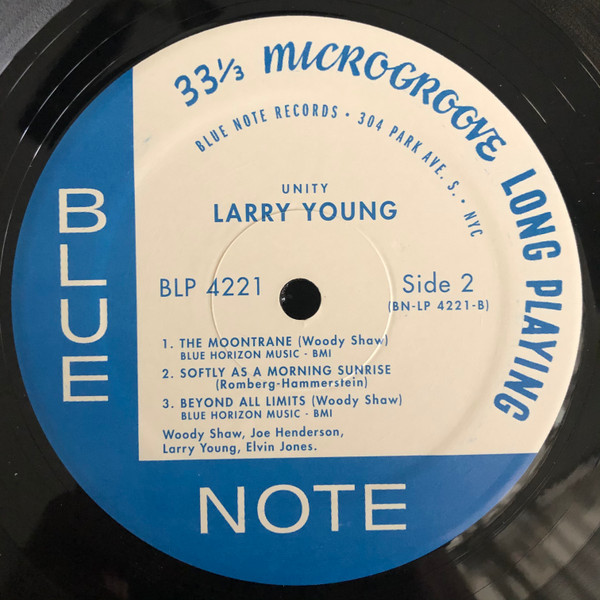 33⅓ MICROGROOVE LONG PLAYING
BLUE NOTE RECORDS • 304 PARK AVE. S. • NYC
UNITY
LARRY YOUNG
BLP 4221
Side 2
(BN-LP 4221-B)
1. THE MOONTRANE (Woody Shaw)
BLUE HORIZON MUSIC - BMI
2. SOFTLY AS A MORNING SUNRISE
(Romberg-Hammerstein)
3. BEYOND ALL LIMITS (Woody Shaw)
BLUE HORIZON MUSIC - BMI
Woody Shaw, Joe Henderson,
Larry Young, Elvin Jones.
BLUE
NOTE